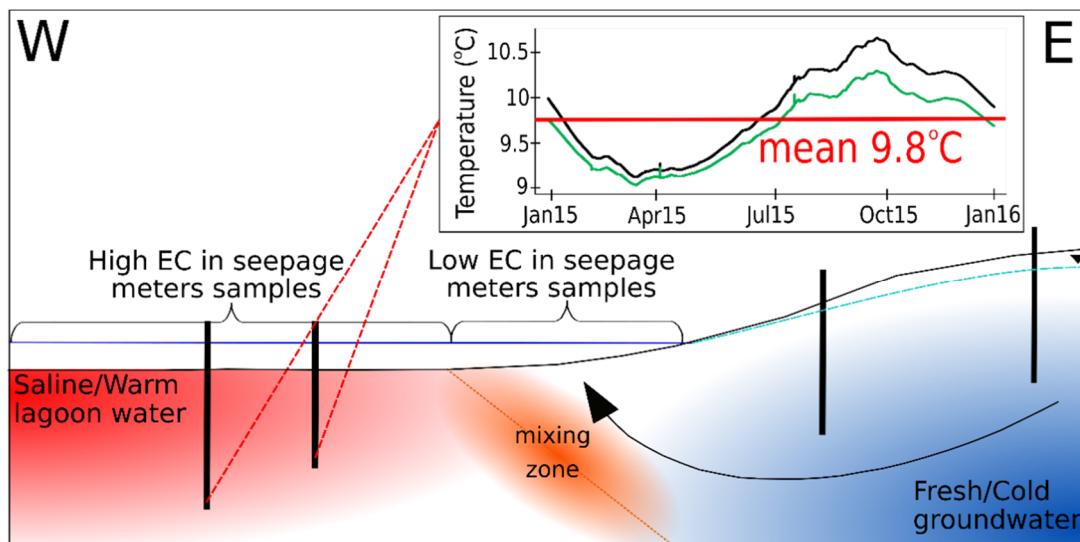 W
E
Temperature (°C)
10.5
10
9.5
9
mean 9.8°C
Jan15 Apr15 Jul15 Oct15 Jan16
High EC in seepage
meters samples
Low EC in seepage
meters samples
Saline/Warm
lagoon water
mixing
zone
Fresh/Cold
groundwater